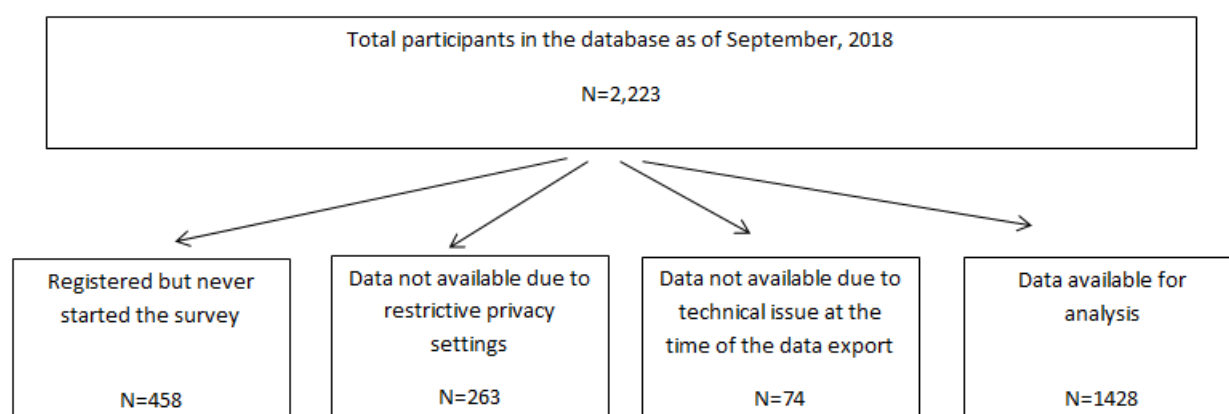 Total participants in the database as of September, 2018
N=2,223
Registered but never
started the survey
N=458
Data not available due to
restrictive privacy
settings
N=263
Data not available due to
technical issue at the
time of the data export
N=74
Data available for
analysis
N=1428